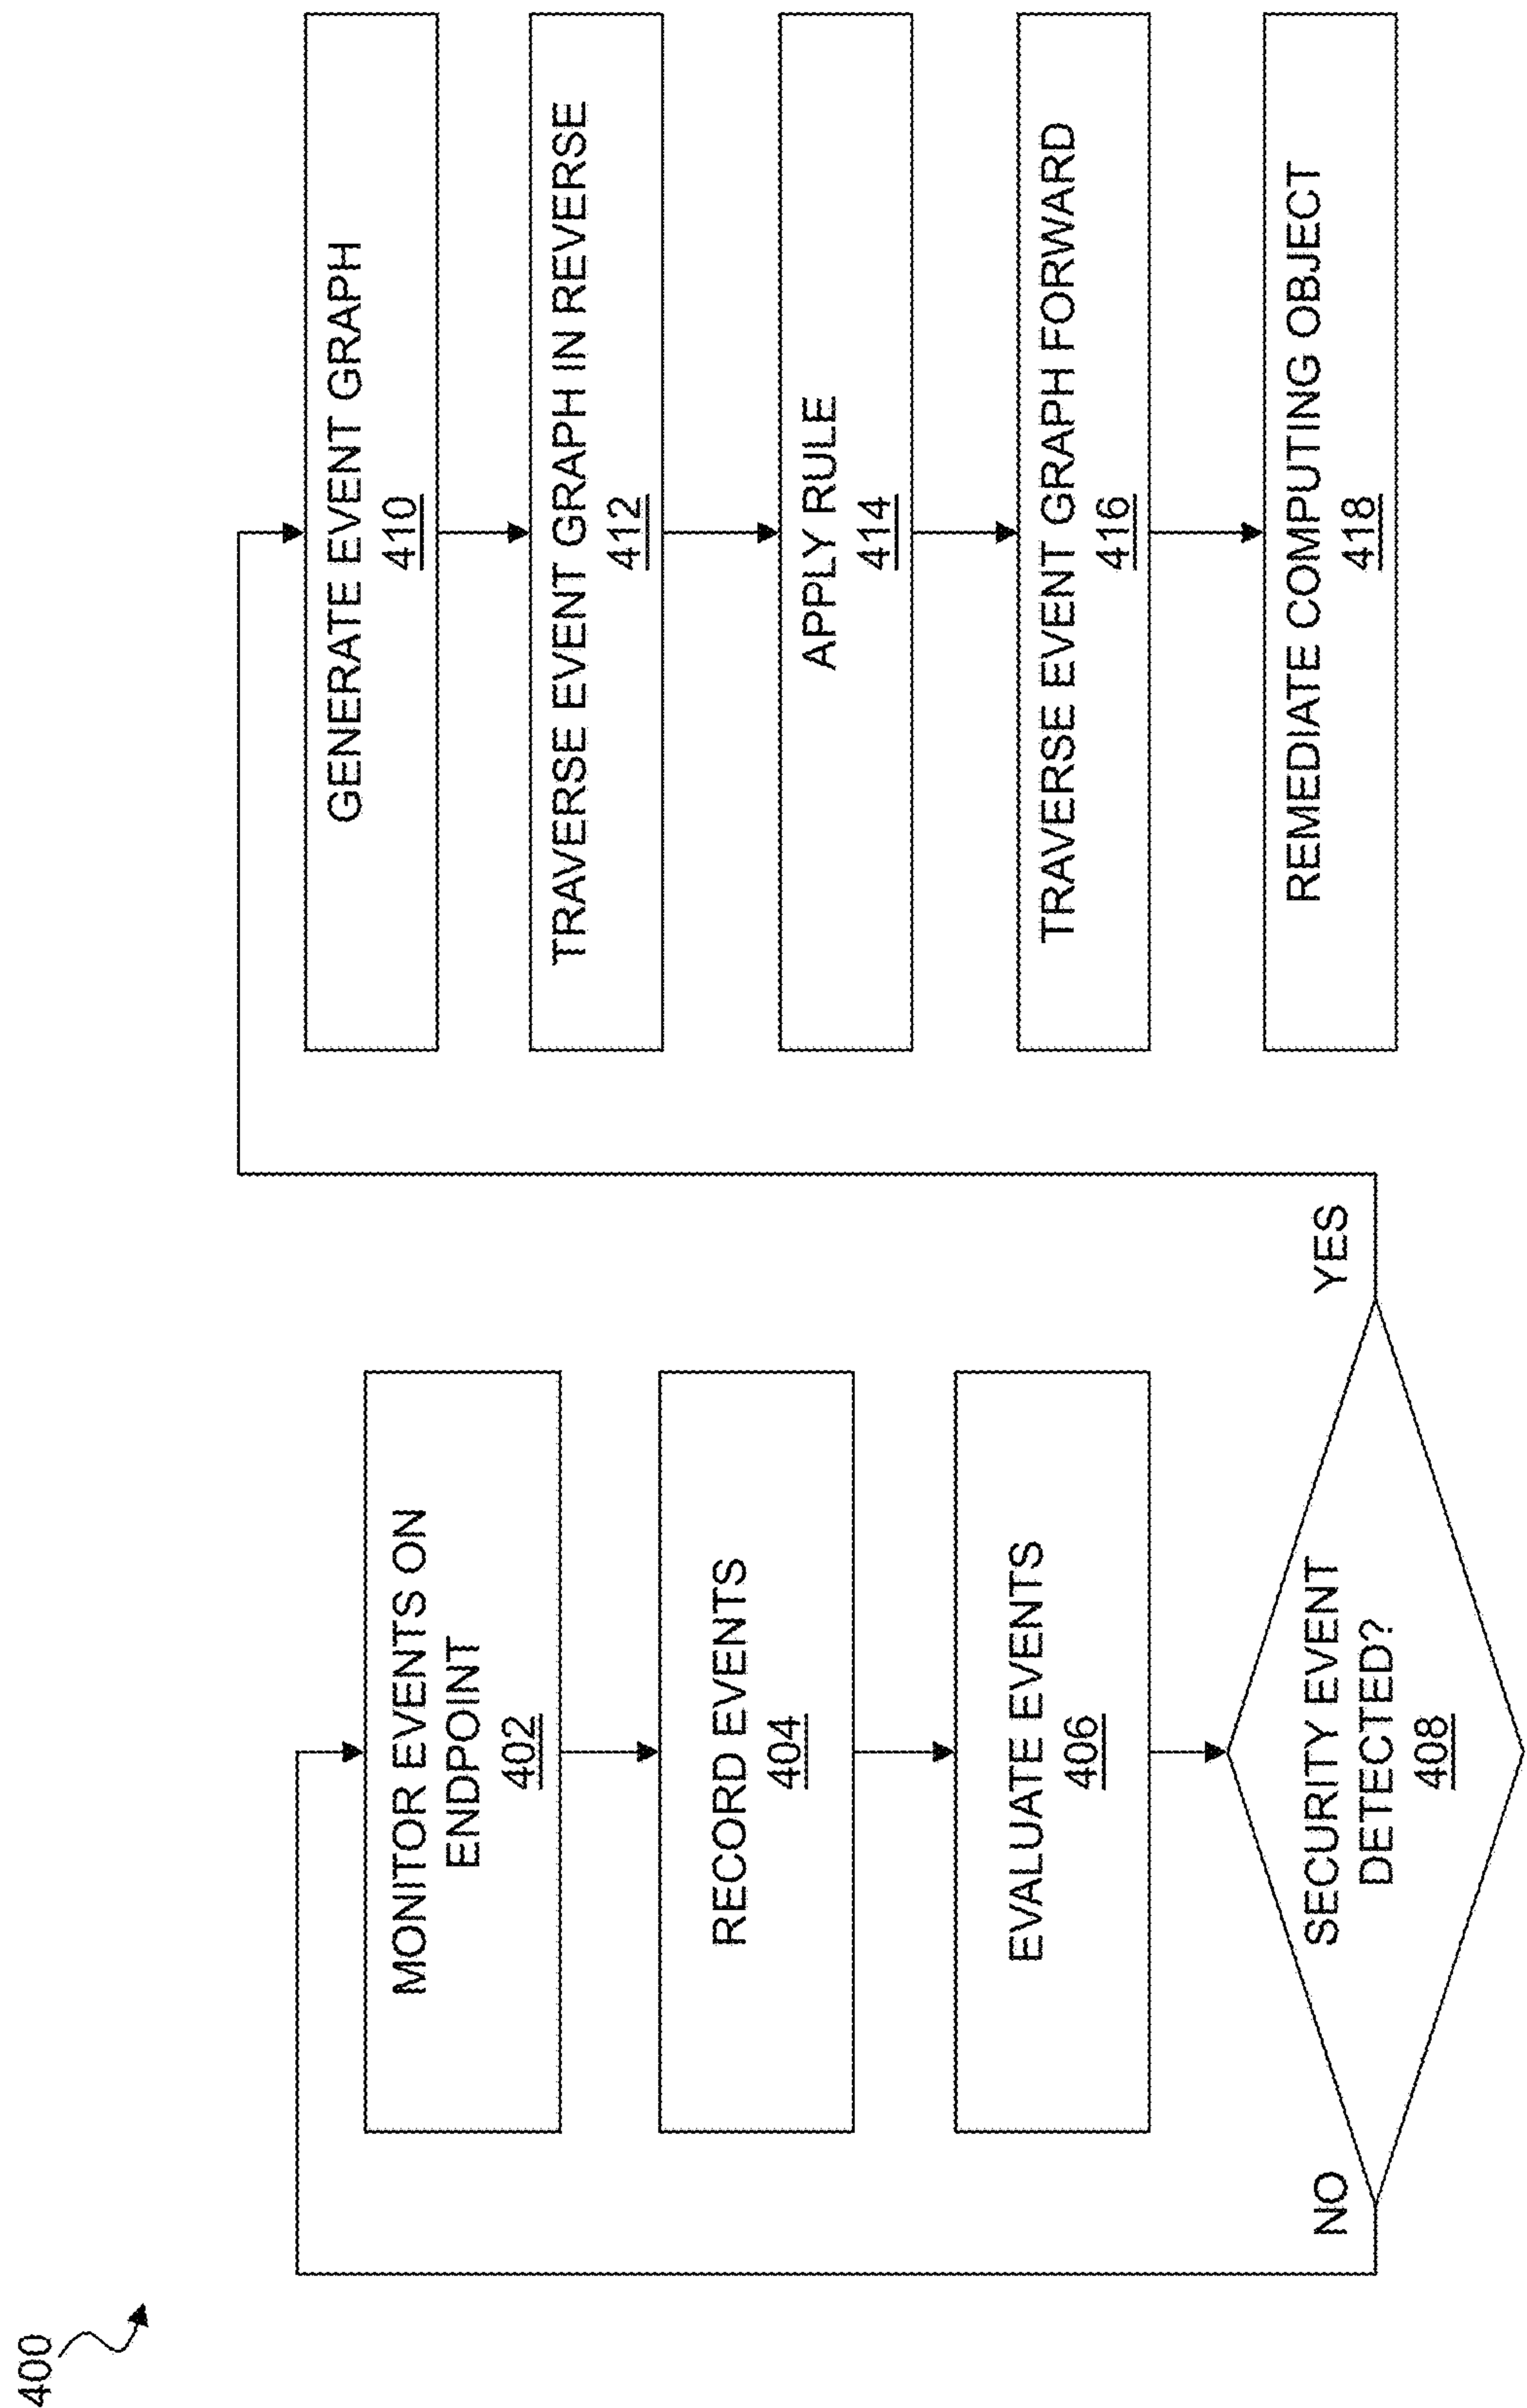 400
MONITOR EVENTS ON
ENDPOINT
402
RECORD EVENTS
404
EVALUATE EVENTS
406
SECURITY EVENT
DETECTED?
408
NO
YES
GENERATE EVENT GRAPH
410
TRAVERSE EVENT GRAPH IN REVERSE
412
APPLY RULE
414
TRAVERSE EVENT GRAPH FORWARD
416
REMEDIATE COMPUTING OBJECT
418